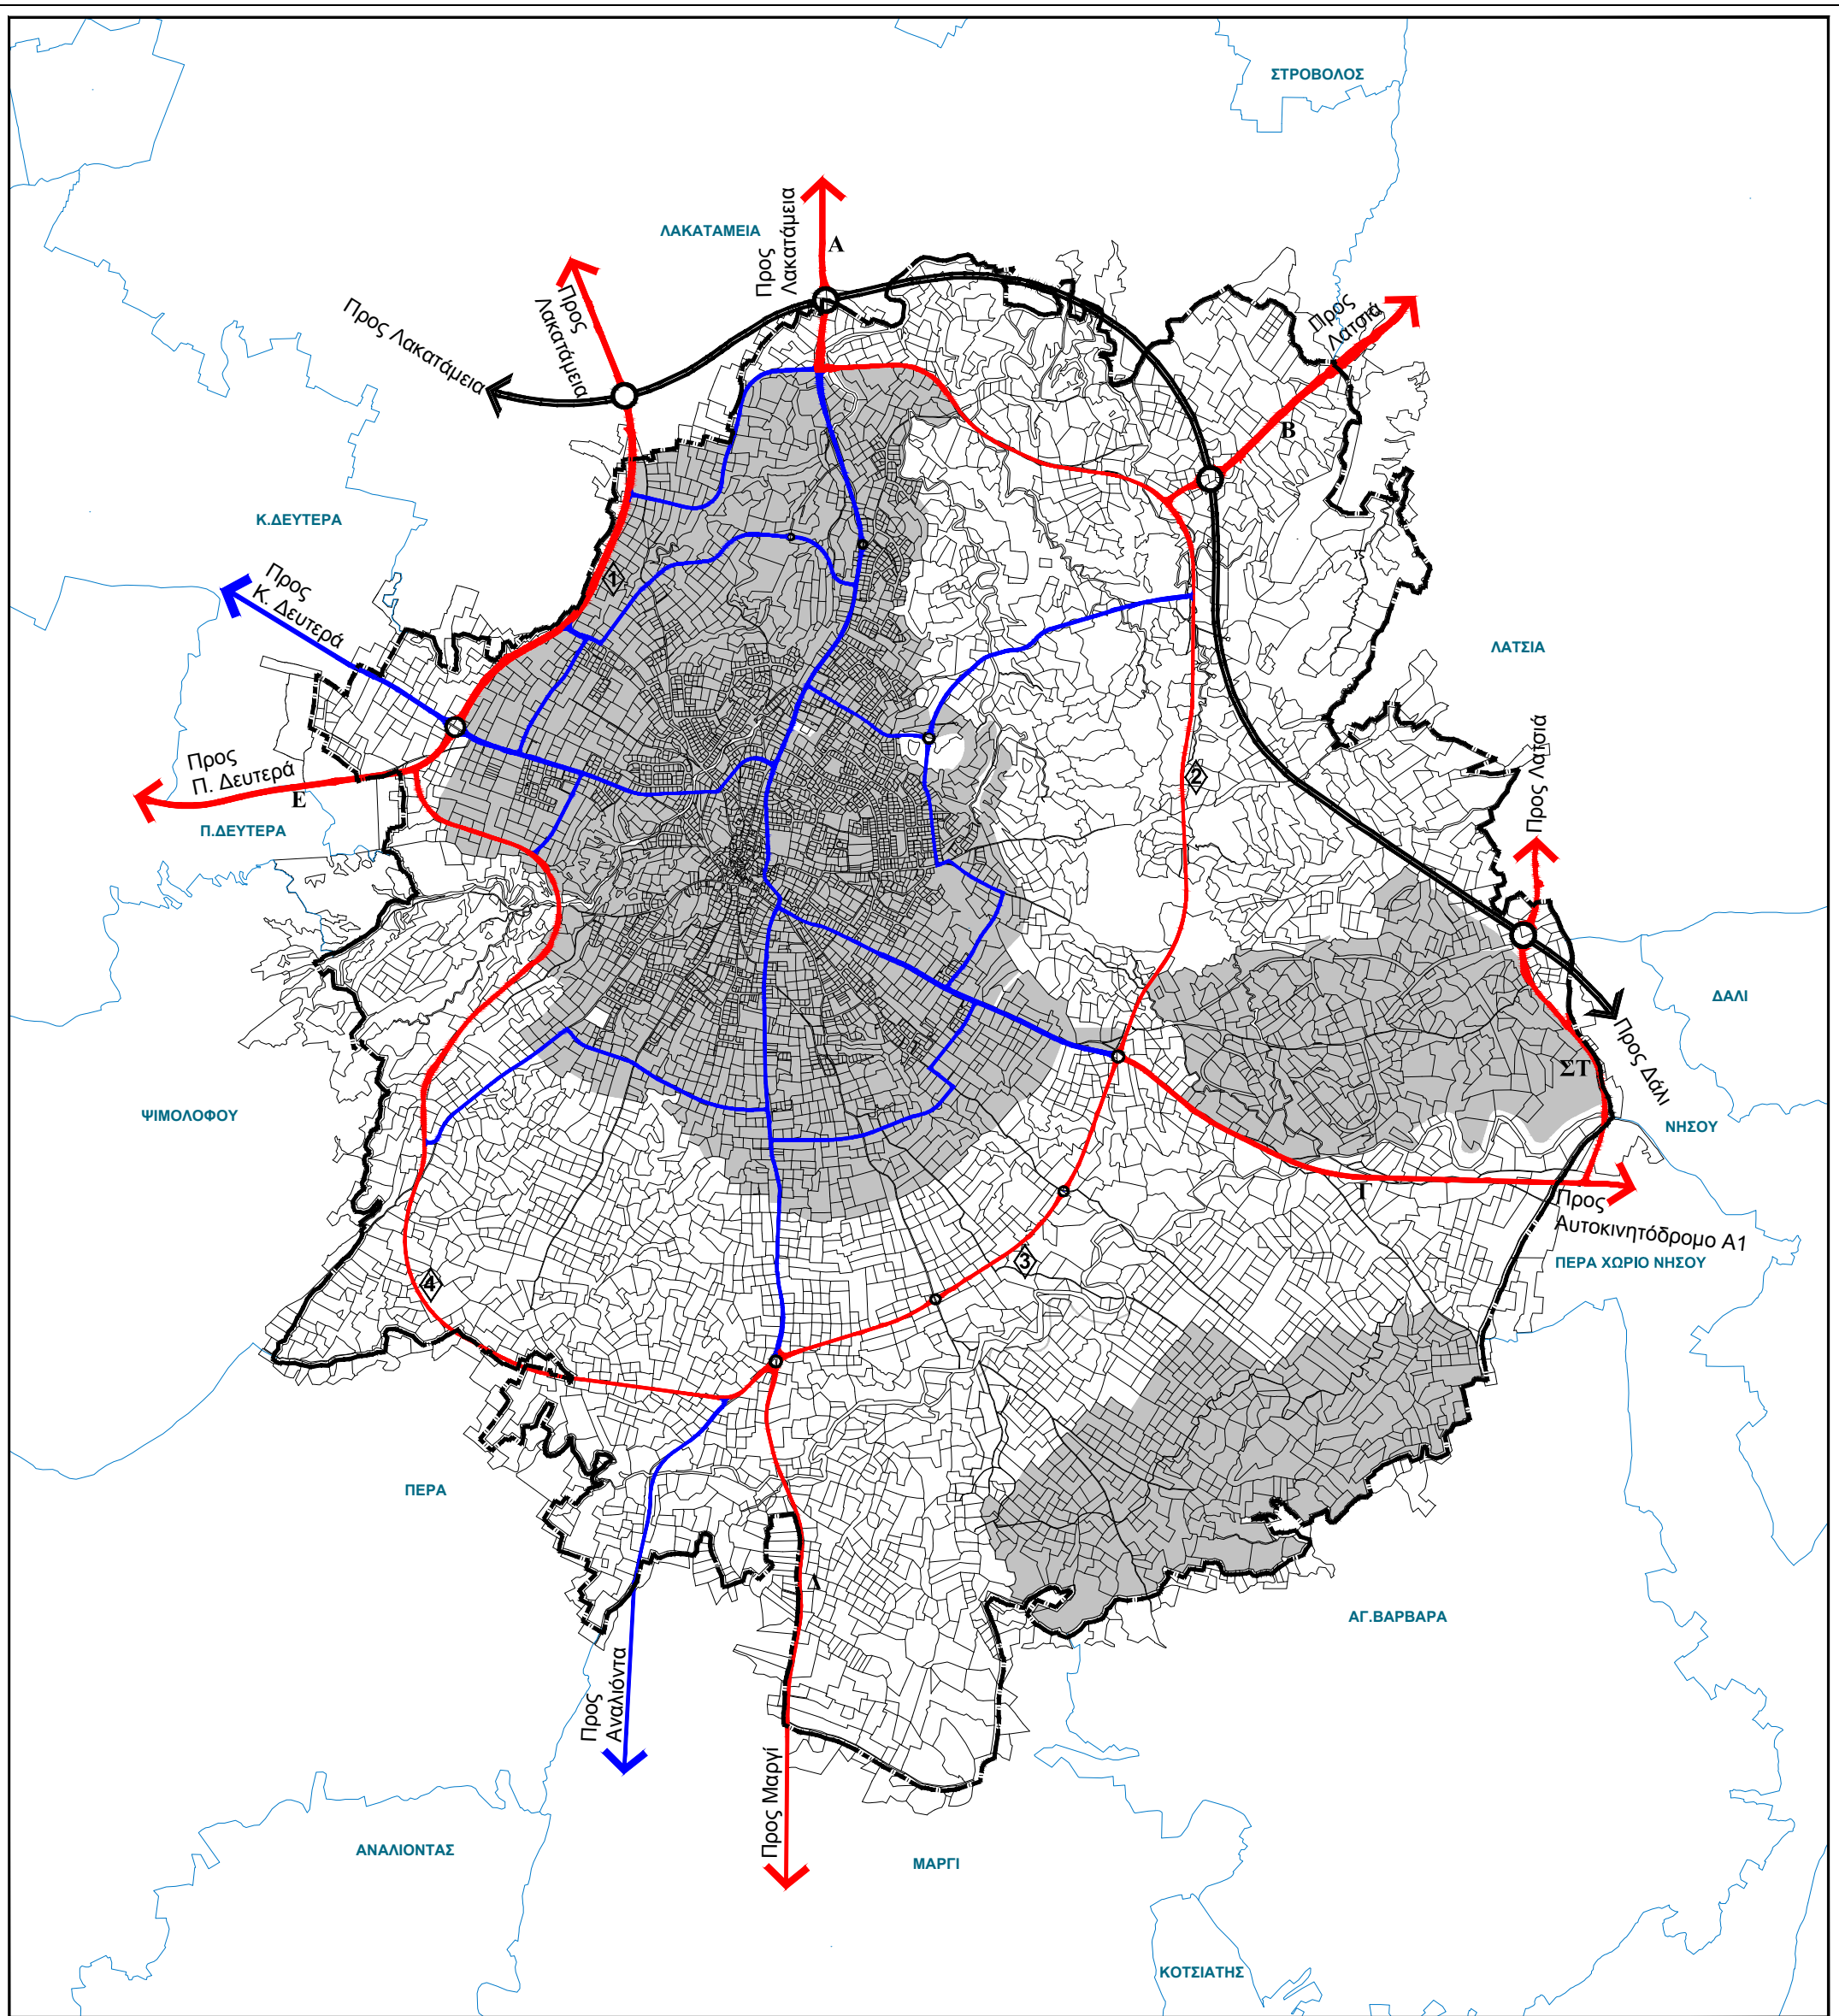 ΣΤΡΟΒΟΛΟΣ
ΛΑΚΑΤΑΜΕΙΑ
Προς
Λακατάμεια
Α
Προς
Λακατάμεια
Προς Λακατάμεια
Προς
Λατσιά
Β
Κ.ΔΕΥΤΕΡΑ
Προς
Κ. Δευτερά
1
ΛΑΤΣΙΑ
Προς
Π. Δευτερά
Ε
Π.ΔΕΥΤΕΡΑ
2
Προς Λατσιά
ΔΑΛΙ
Προς Δάλι
ΣΤ
ΨΙΜΟΛΟΦΟΥ
ΝΗΣΟΥ
Γ
Προς
Αυτοκινητόδρομο Α1
ΠΕΡΑ ΧΩΡΙΟ ΝΗΣΟΥ
3
4
ΠΕΡΑ
ΑΓ.ΒΑΡΒΑΡΑ
Προς
Αναλιόντα
Προς Μαργί
ΑΝΑΛΙΟΝΤΑΣ
ΜΑΡΓΙ
ΚΟΤΣΙΑΤΗΣ